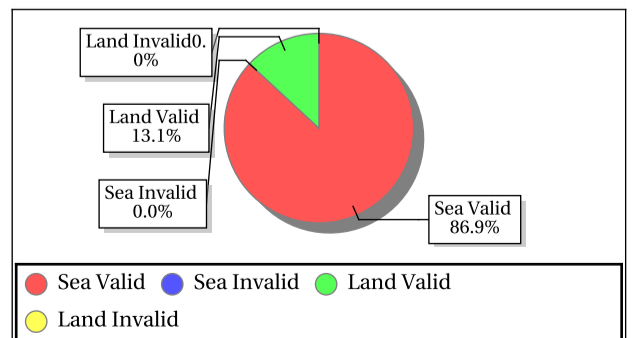 Land Invalid0.
0%
Land Valid
13.1%
Sea Invalid
0.0%
Sea Valid
86.9%
Sea Valid Sea Invalid Land Valid
Land Invalid